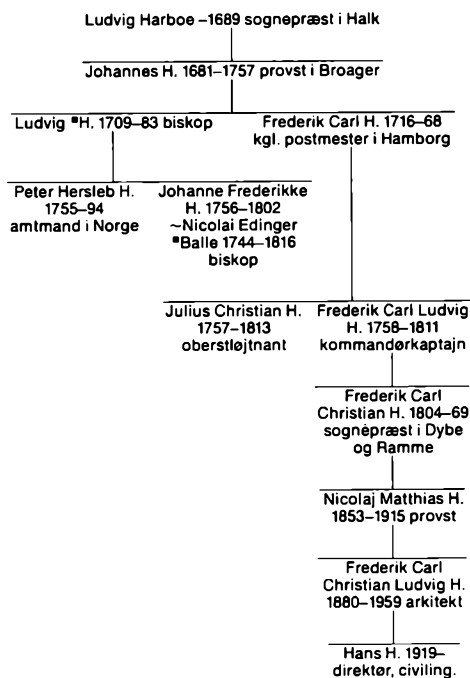 Ludvig Harboe –1689 sognepræst i Halk
Johannes H. 1681–1757 provst i Broager
Ludvig *H. 1709–83 biskop
Frederik Carl H. 1716–68
kgl. postmester i Hamborg
Peter Hersleb H.
1755–94
amtmand i Norge
Johanne Frederikke
H. 1756–1802
~Nicolai Edinger
*Balle 1744–1816
biskop
Julius Christian H.
1757–1813
oberstløjtnant
Frederik Carl Ludvig
H. 1758–1811
kommandørkaptajn
Frederik Carl
Christian H. 1804–69
sognepræst i Dybe
og Ramme
Nicolaj Matthias H.
1853–1915 provst
Frederik Carl
Christian Ludvig H.
1880–1959 arkitekt
Hans H. 1919–
direktør, civiling.